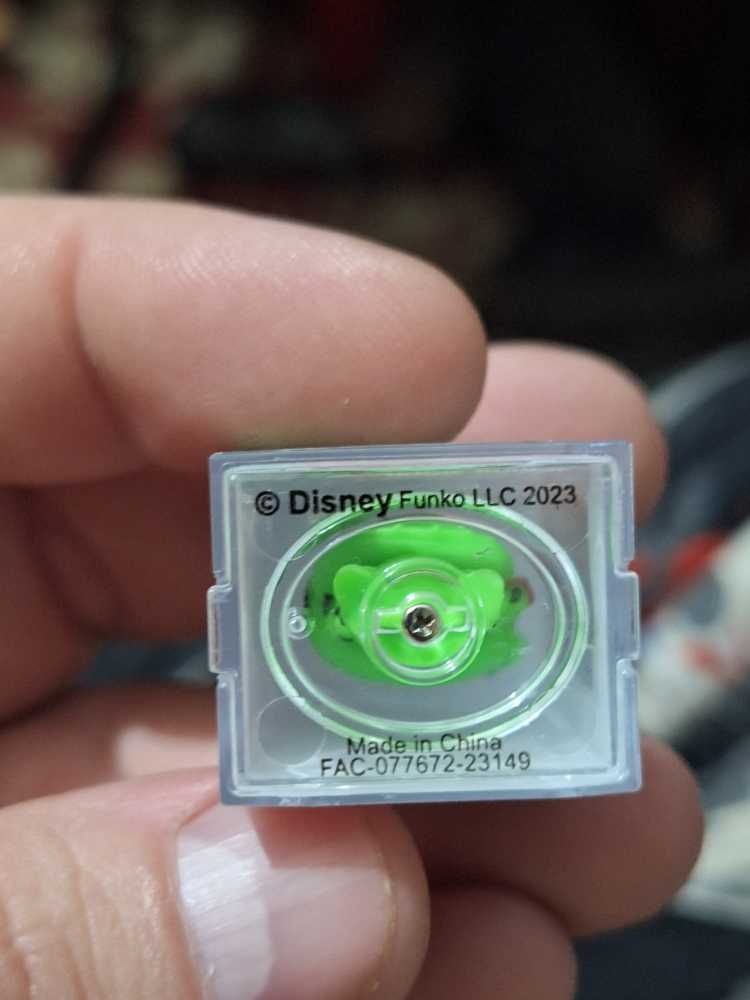 © Disney Funko LLC 2023
Made in China
FAC-077672-23149